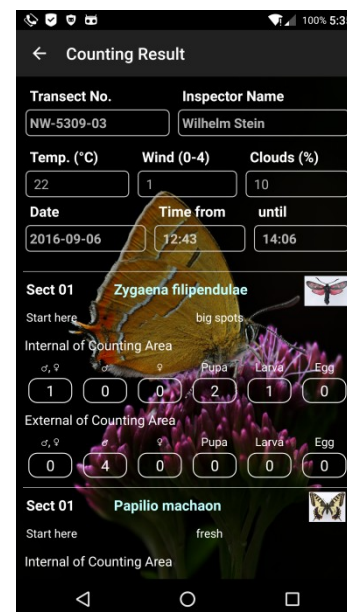 100% 5:3
Counting Result
Transect No. Inspector Name
NW-5309-03 Wilhelm Stein
Temp. (°C) Wind (0-4) Clouds (%)
22 1 10
Date Time from until
2016-09-06 12:43 14:06
Sect 01 Zygaena filipendulae
Start here big spots
Internal of Counting Area
♂, ♀ ♂ ♀ Pupa Larva Egg
1 0 0 2 1 0
External of Counting Area
♂, ♀ ♂ ♀ Pupa Larva Egg
0 4 0 0 0 0
Sect 01 Papilio machaon
Start here fresh
Internal of Counting Area